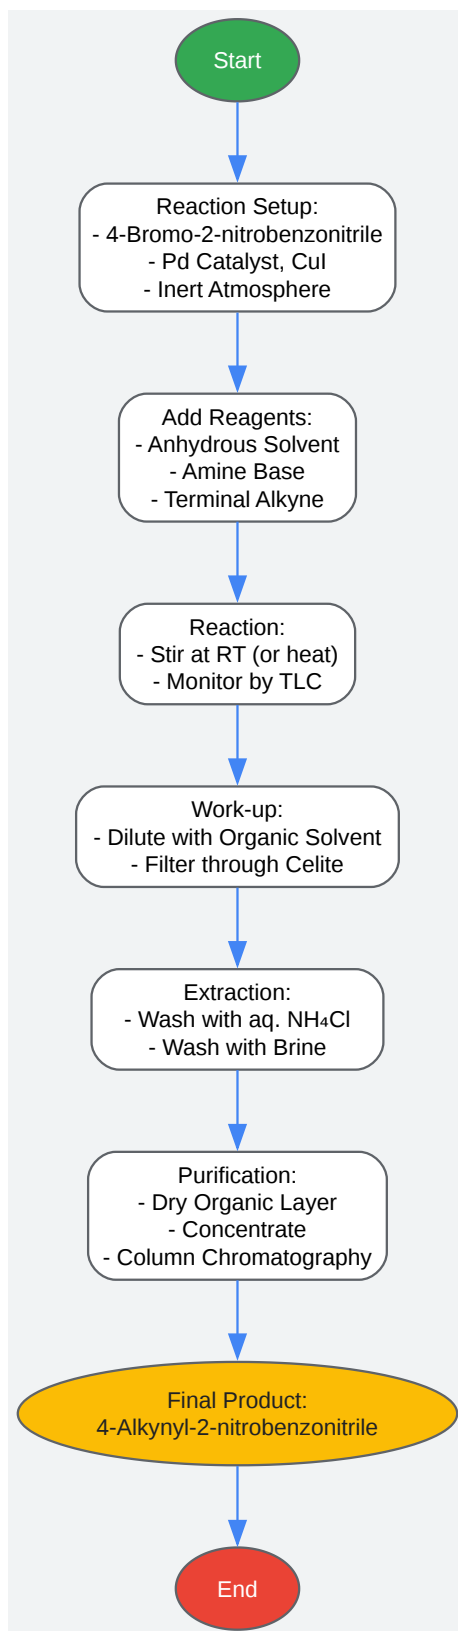 Start
Reaction Setup:
- 4-Bromo-2-nitrobenzonitrile
- Pd Catalyst, CuI
- Inert Atmosphere
Add Reagents:
- Anhydrous Solvent
- Amine Base
- Terminal Alkyne
Reaction:
- Stir at RT (or heat)
- Monitor by TLC
Work-up:
- Dilute with Organic Solvent
- Filter through Celite
Extraction:
- Wash with aq. NH₄Cl
- Wash with Brine
Purification:
- Dry Organic Layer
- Concentrate
- Column Chromatography
Final Product:
4-Alkynyl-2-nitrobenzonitrile
End